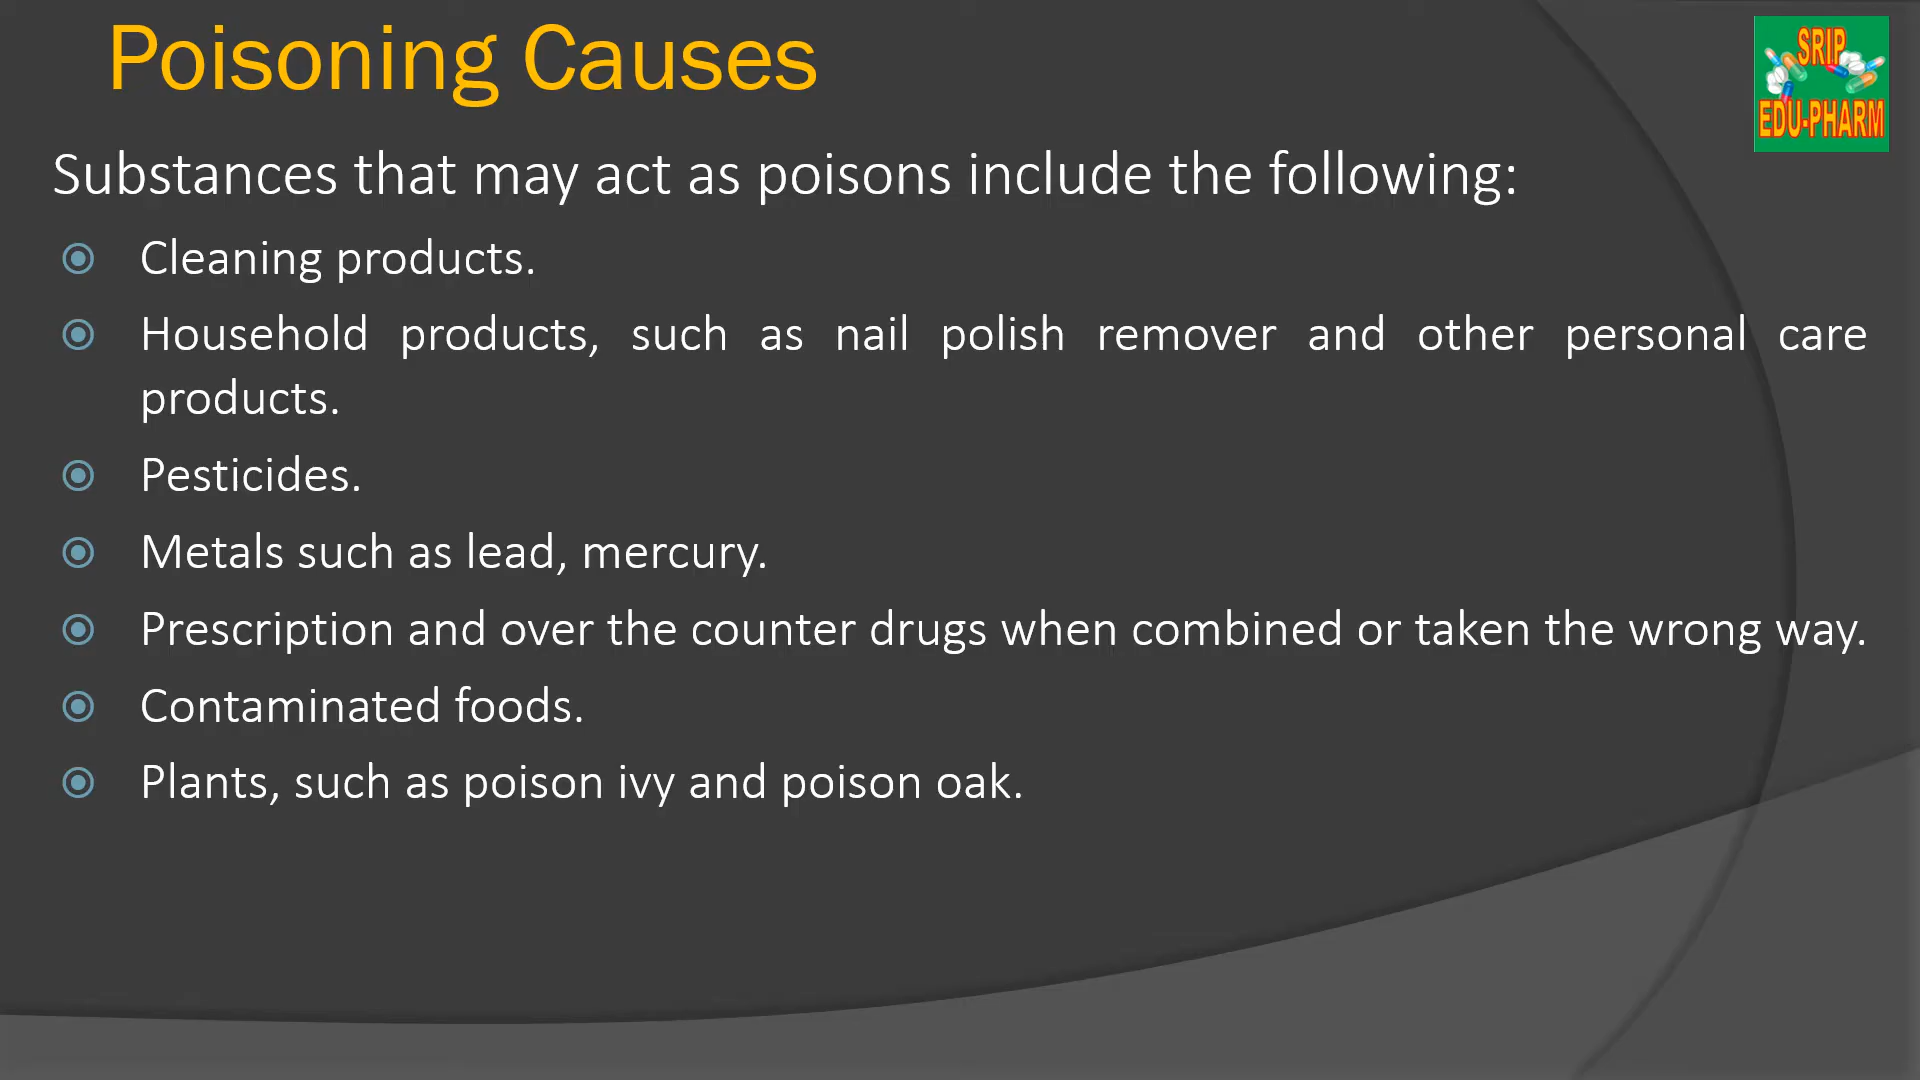 Poisoning Causes
SRIP
EDU-PHARM
Substances that may act as poisons include the following:
Cleaning products.
Household products, such as nail polish remover and other personal care
products.
Pesticides.
Metals such as lead, mercury.
Prescription and over the counter drugs when combined or taken the wrong way.
Contaminated foods.
Plants, such as poison ivy and poison oak.